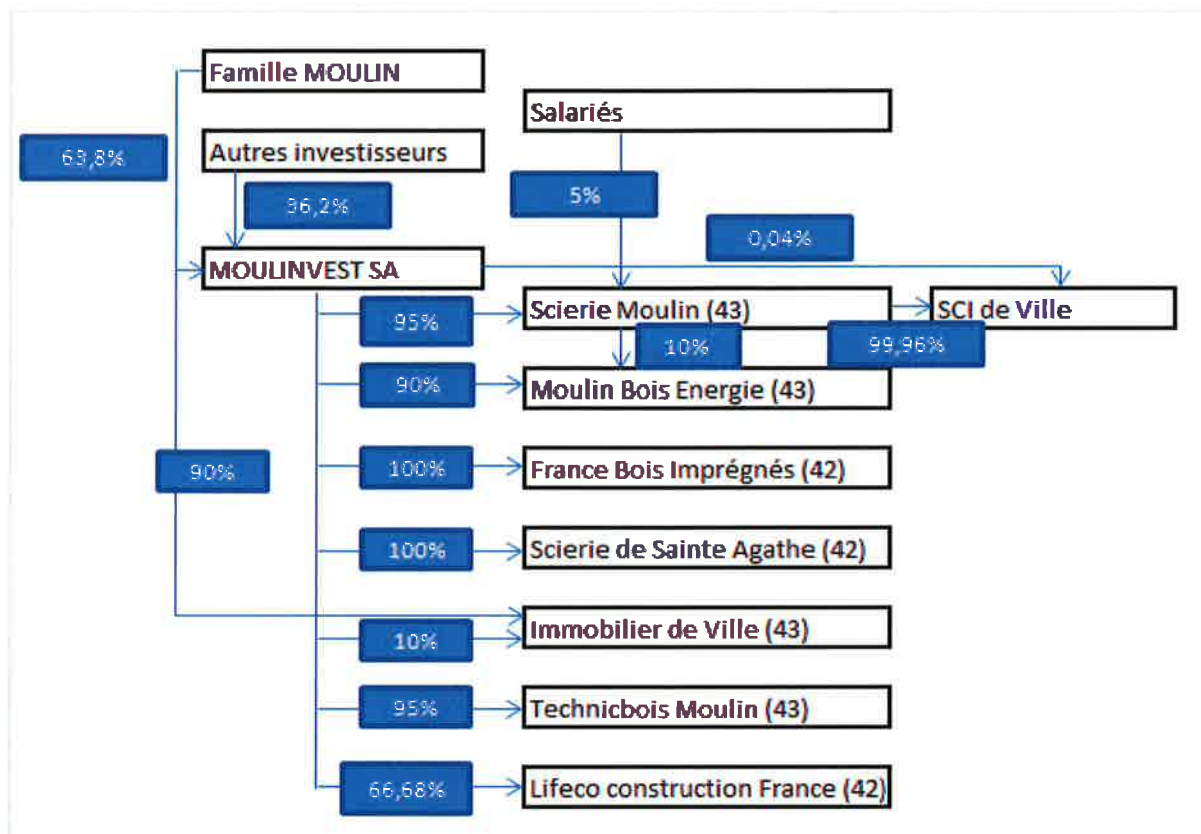 Famille MOULIN
Salariés
63,8%
Autres investisseurs
5%
36,2%
0,04%
MOULINVEST SA
95%
Scierie Moulin (43)
SCI de Ville
10%
99,96%
90%
Moulin Bois Energie (43)
90%
100%
France Bois Imprégnés (42)
100%
Scierie de Sainte Agathe (42)
10%
Immobilier de Ville (43)
95%
Technicbois Moulin (43)
66,68%
Lifeco construction France (42)